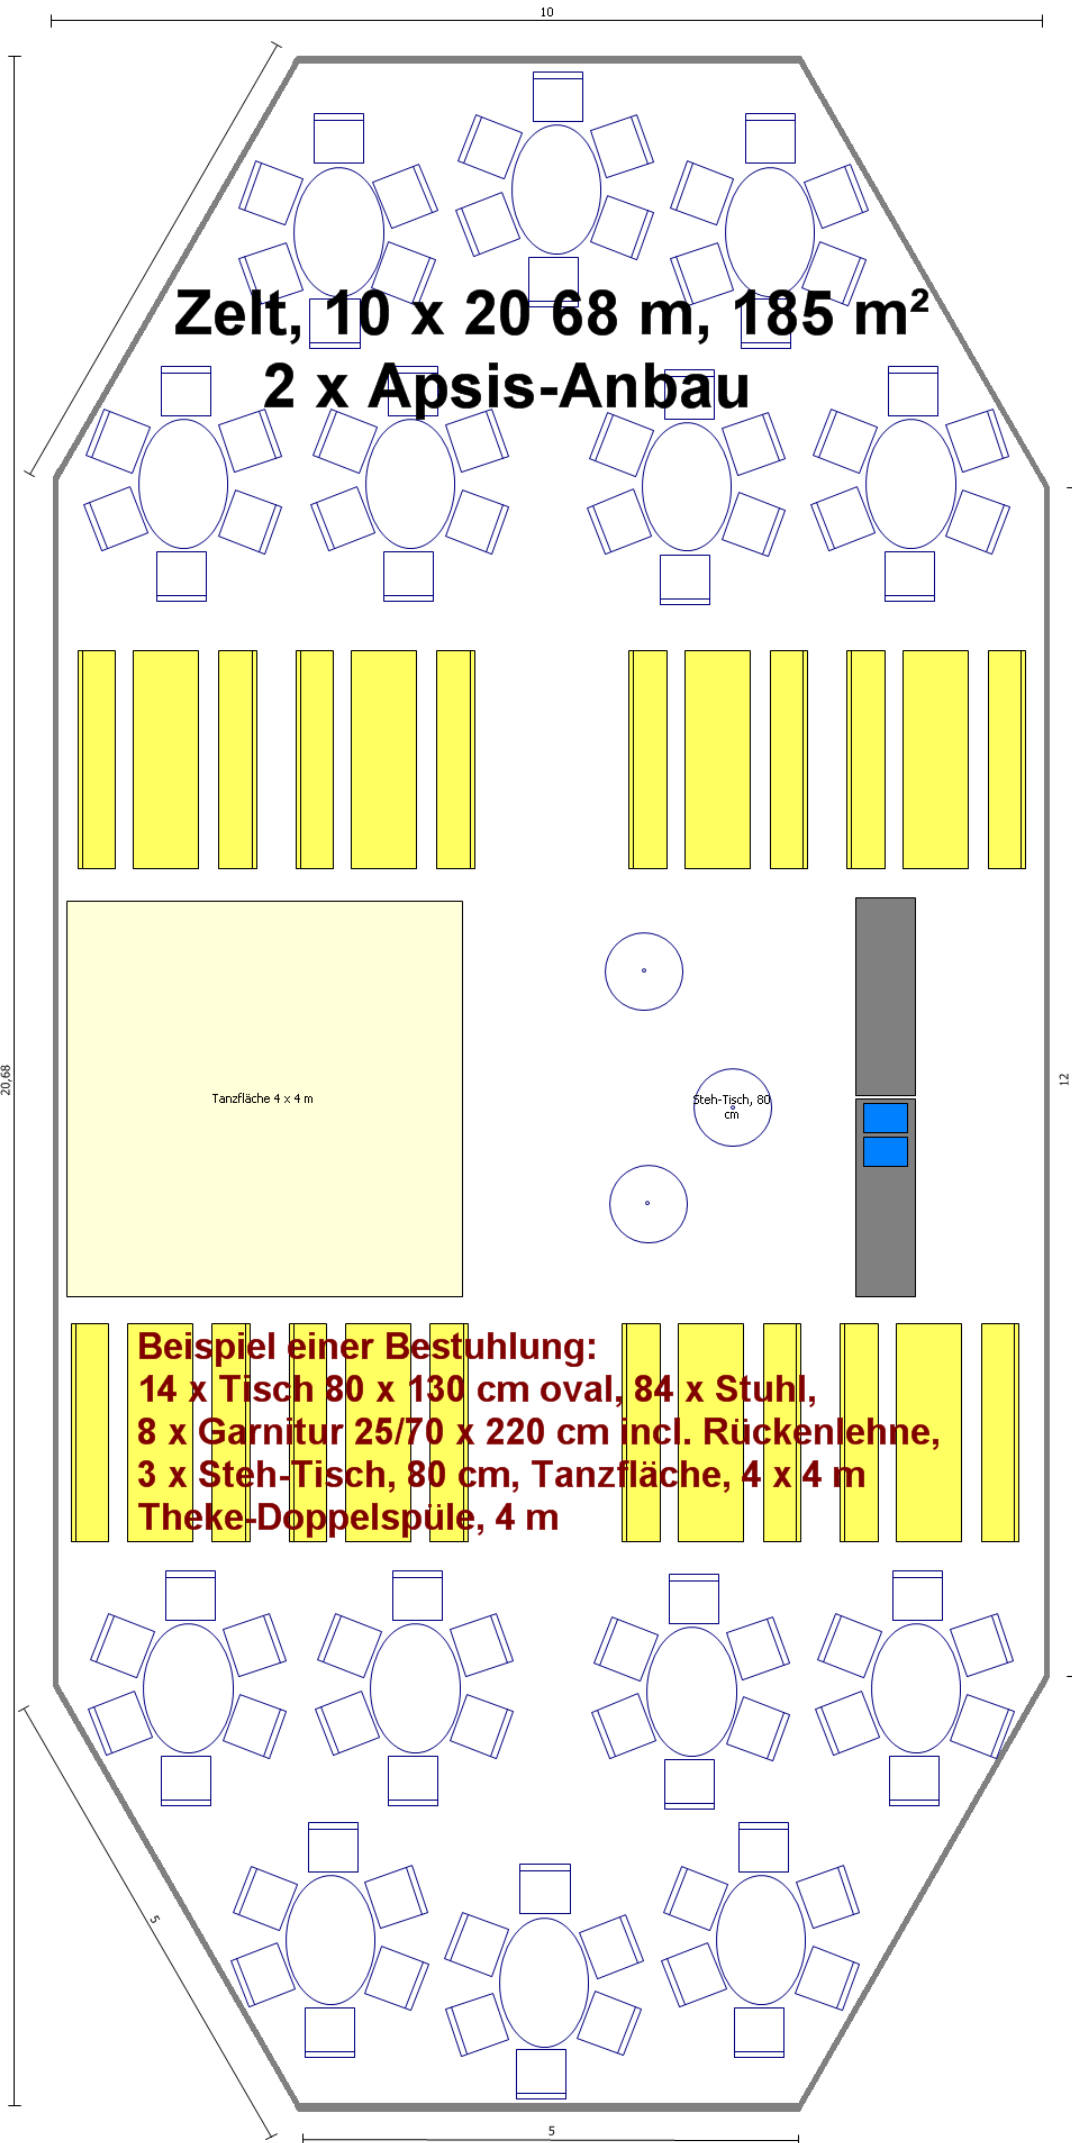 10
Zelt, 10 x 20 68 m, 185 m²
2 x Apsis-Anbau
20,68
12
Tanzfläche 4 x 4 m
Steh-Tisch, 80
cm
Beispiel einer Bestuhlung:
14 x Tisch 80 x 130 cm oval, 84 x Stuhl,
8 x Garnitur 25/70 x 220 cm incl. Rückenlehne,
3 x Steh-Tisch, 80 cm, Tanzfläche, 4 x 4 m
Theke-Doppelspüle, 4 m
5
5